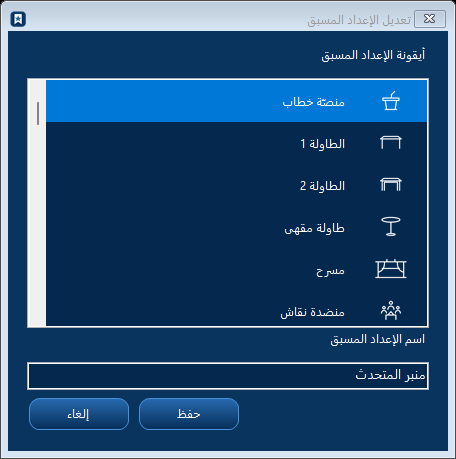 تعديل الإعداد المسبق
أيقونة الإعداد المسبق
منصّة خطاب
الطاولة 1
الطاولة 2
طاولة مقهى
مسرح
منضدة نقاش
اسم الإعداد المسبق
منبر المتحدث
حفظ
إلغاء